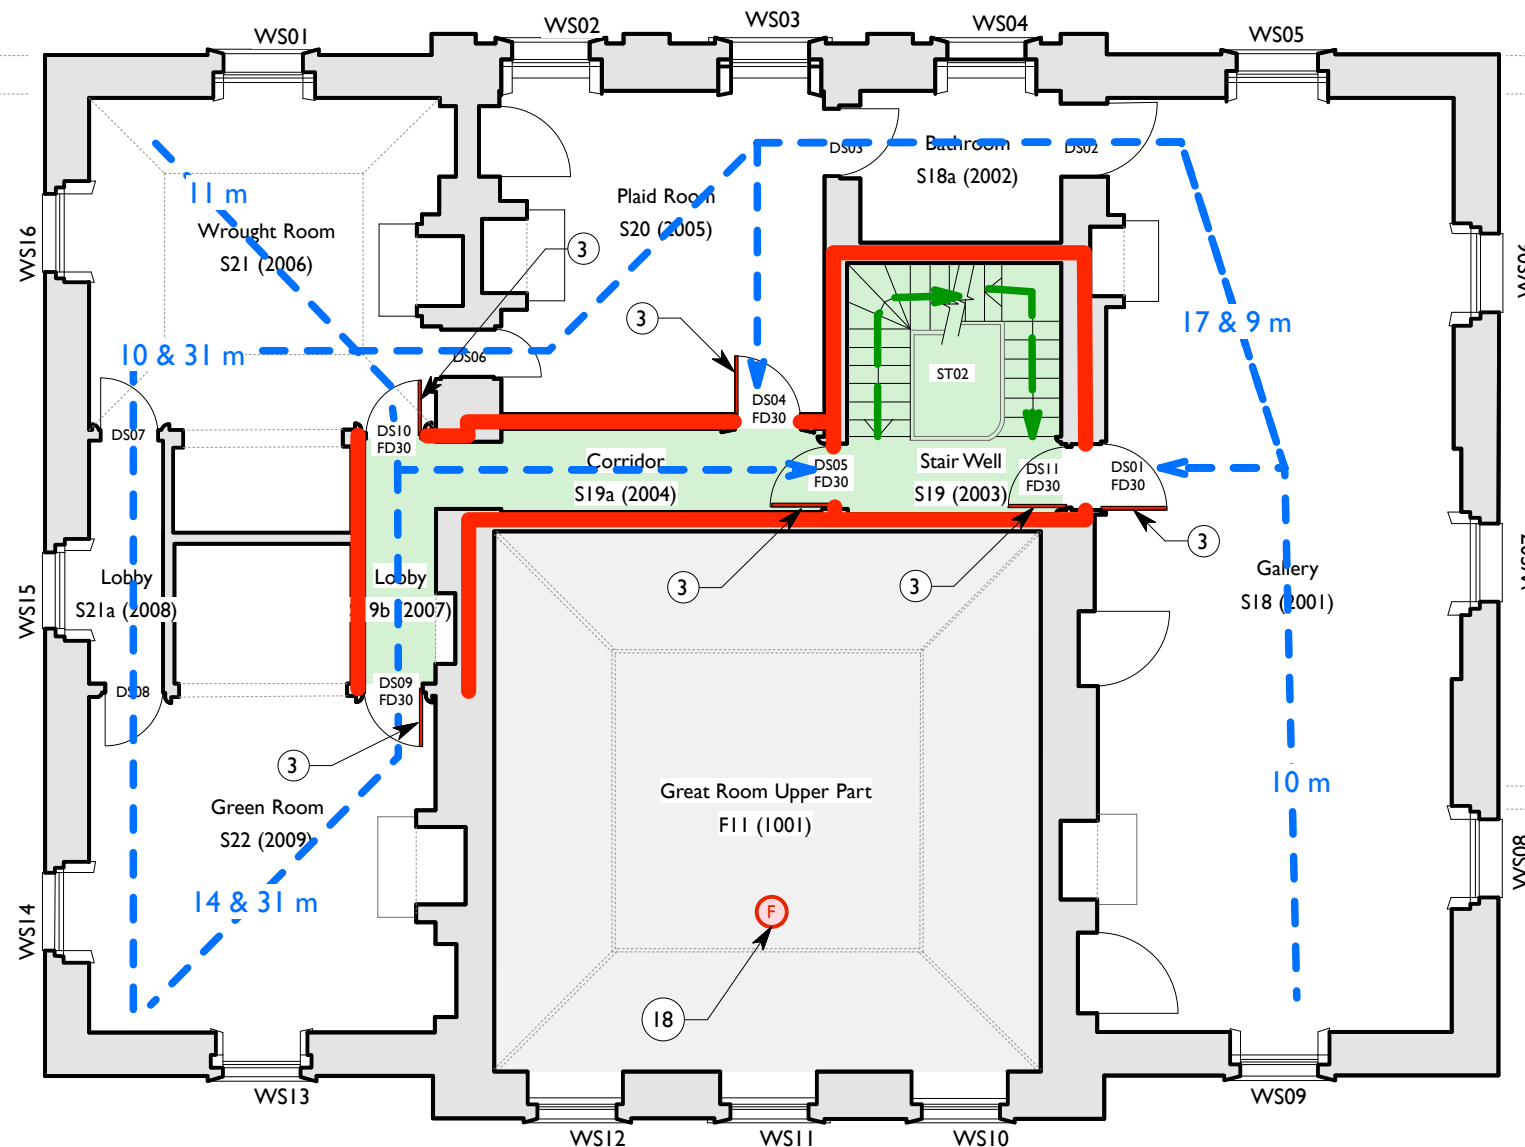 WS01
WS02
WS03
WS04
WS05
DS03
Bathroom
S18a (2002)
DS02
11 m
Plaid Room
S20 (2005)
WS16
Wrought Room
S21 (2006)
3
3
17 & 9 m
10 & 31 m
DS06
ST02
DS04
FD30
DS07
DS10
FD30
Corridor
S19a (2004)
DS05
FD30
Stair Well
S19 (2003)
DS11
FD30
DS01
FD30
3
3
3
WS15
Lobby
S21a (2008)
Lobby
S19b (2007)
Gallery
S18 (2001)
DS08
DS09
FD30
3
Green Room
S22 (2009)
Great Room Upper Part
F11 (1001)
10 m
WS08
14 & 31 m
F
WS14
18
WS13
WS12
WS11
WS10
WS09